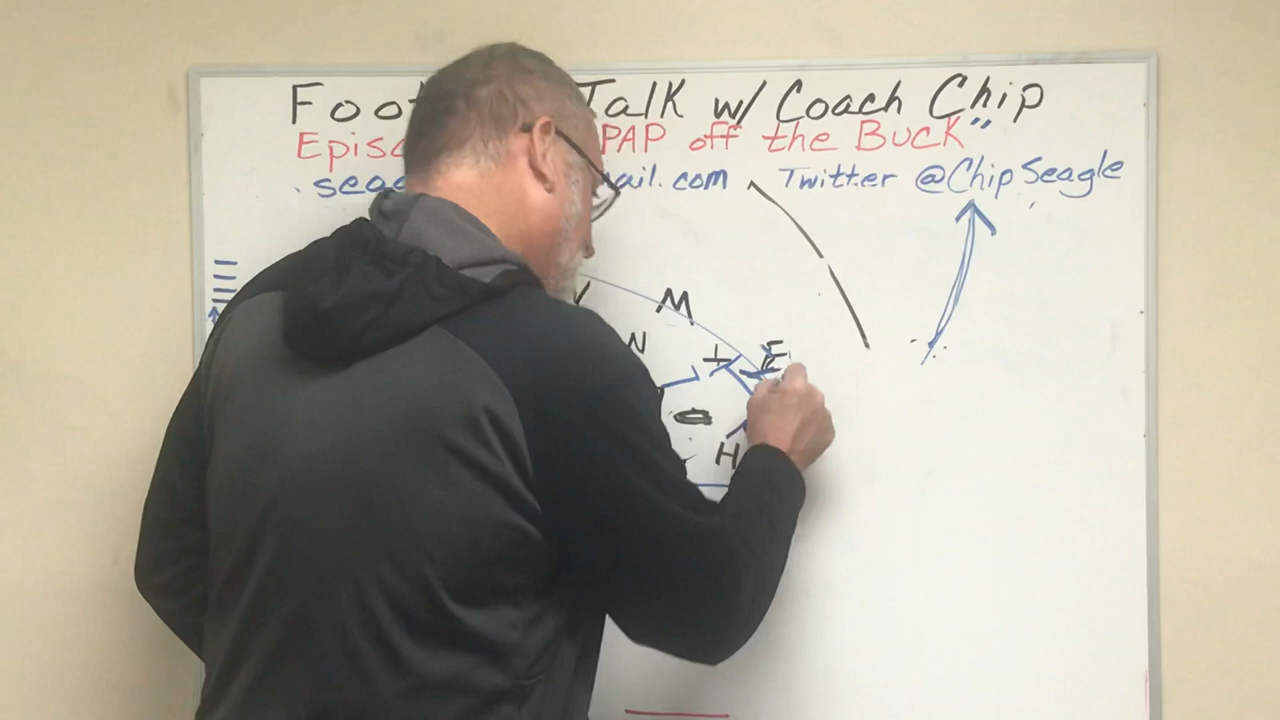 Foot Talk w/ Coach Chip
Episo PAP off the Buck"
seag ail.com Twitter @ChipSeagle
M
N
E
H